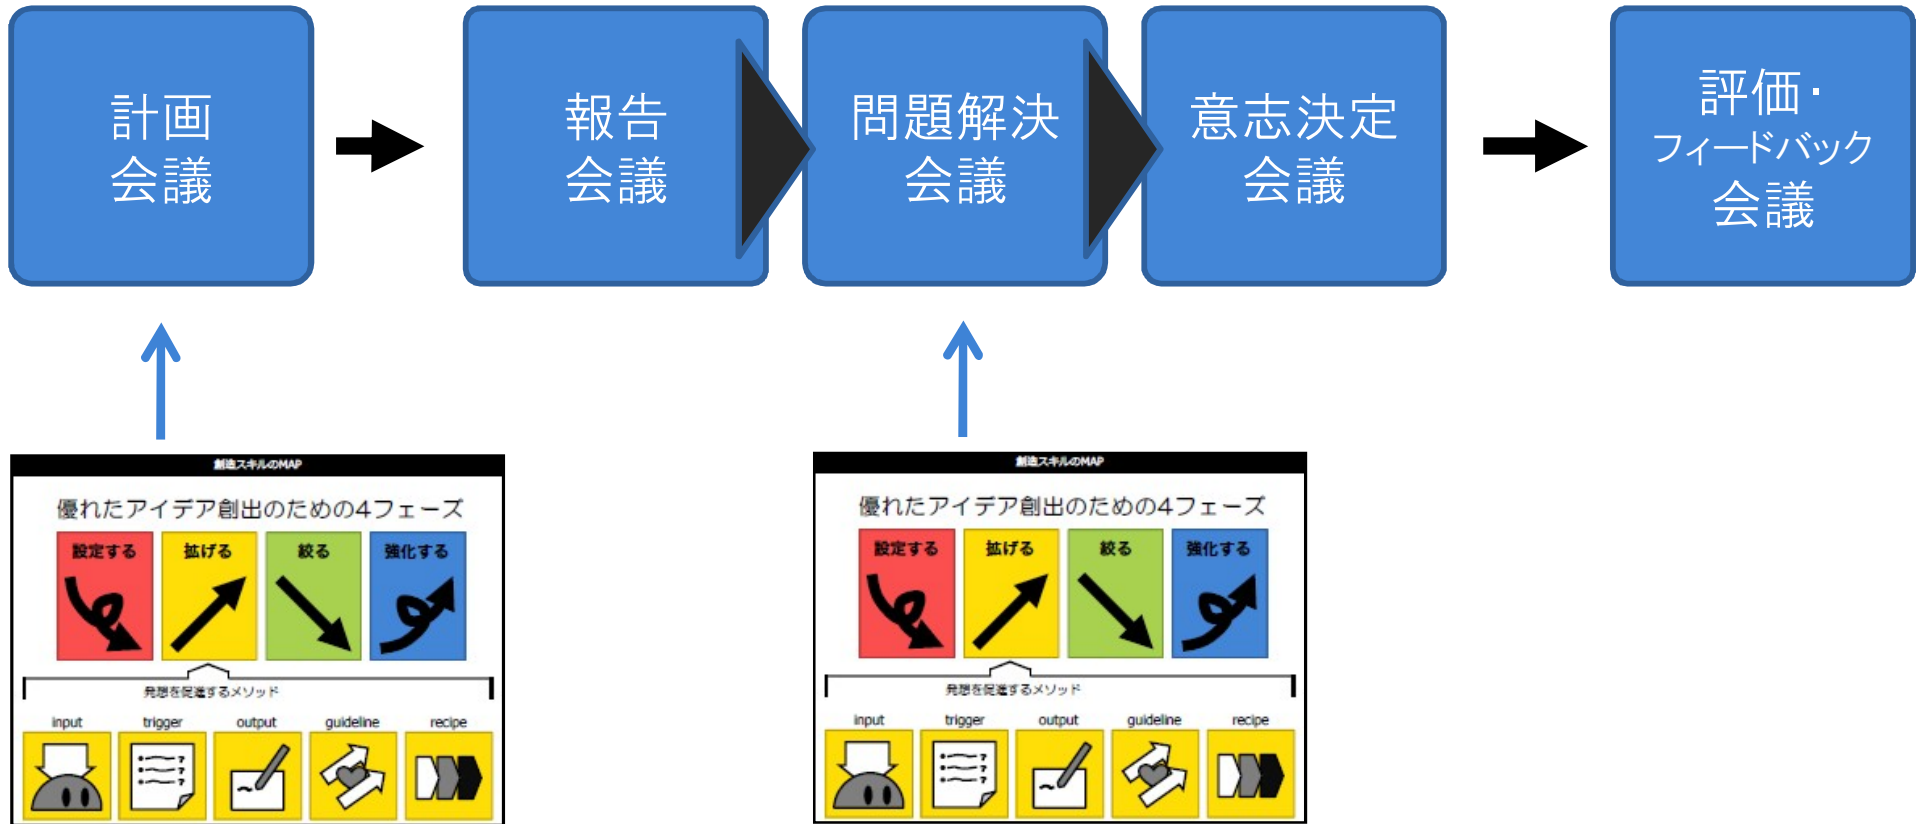 計画
会議
報告
会議
問題解決
会議
意志決定
会議
評価・
フィードバック
会議
創造スキルのMAP
優れたアイデア創出のための4フェーズ
設定する 拡げる 絞る 強化する
発想を促進するメソッド
input trigger output guideline recipe
創造スキルのMAP
優れたアイデア創出のための4フェーズ
設定する 拡げる 絞る 強化する
発想を促進するメソッド
input trigger output guideline recipe